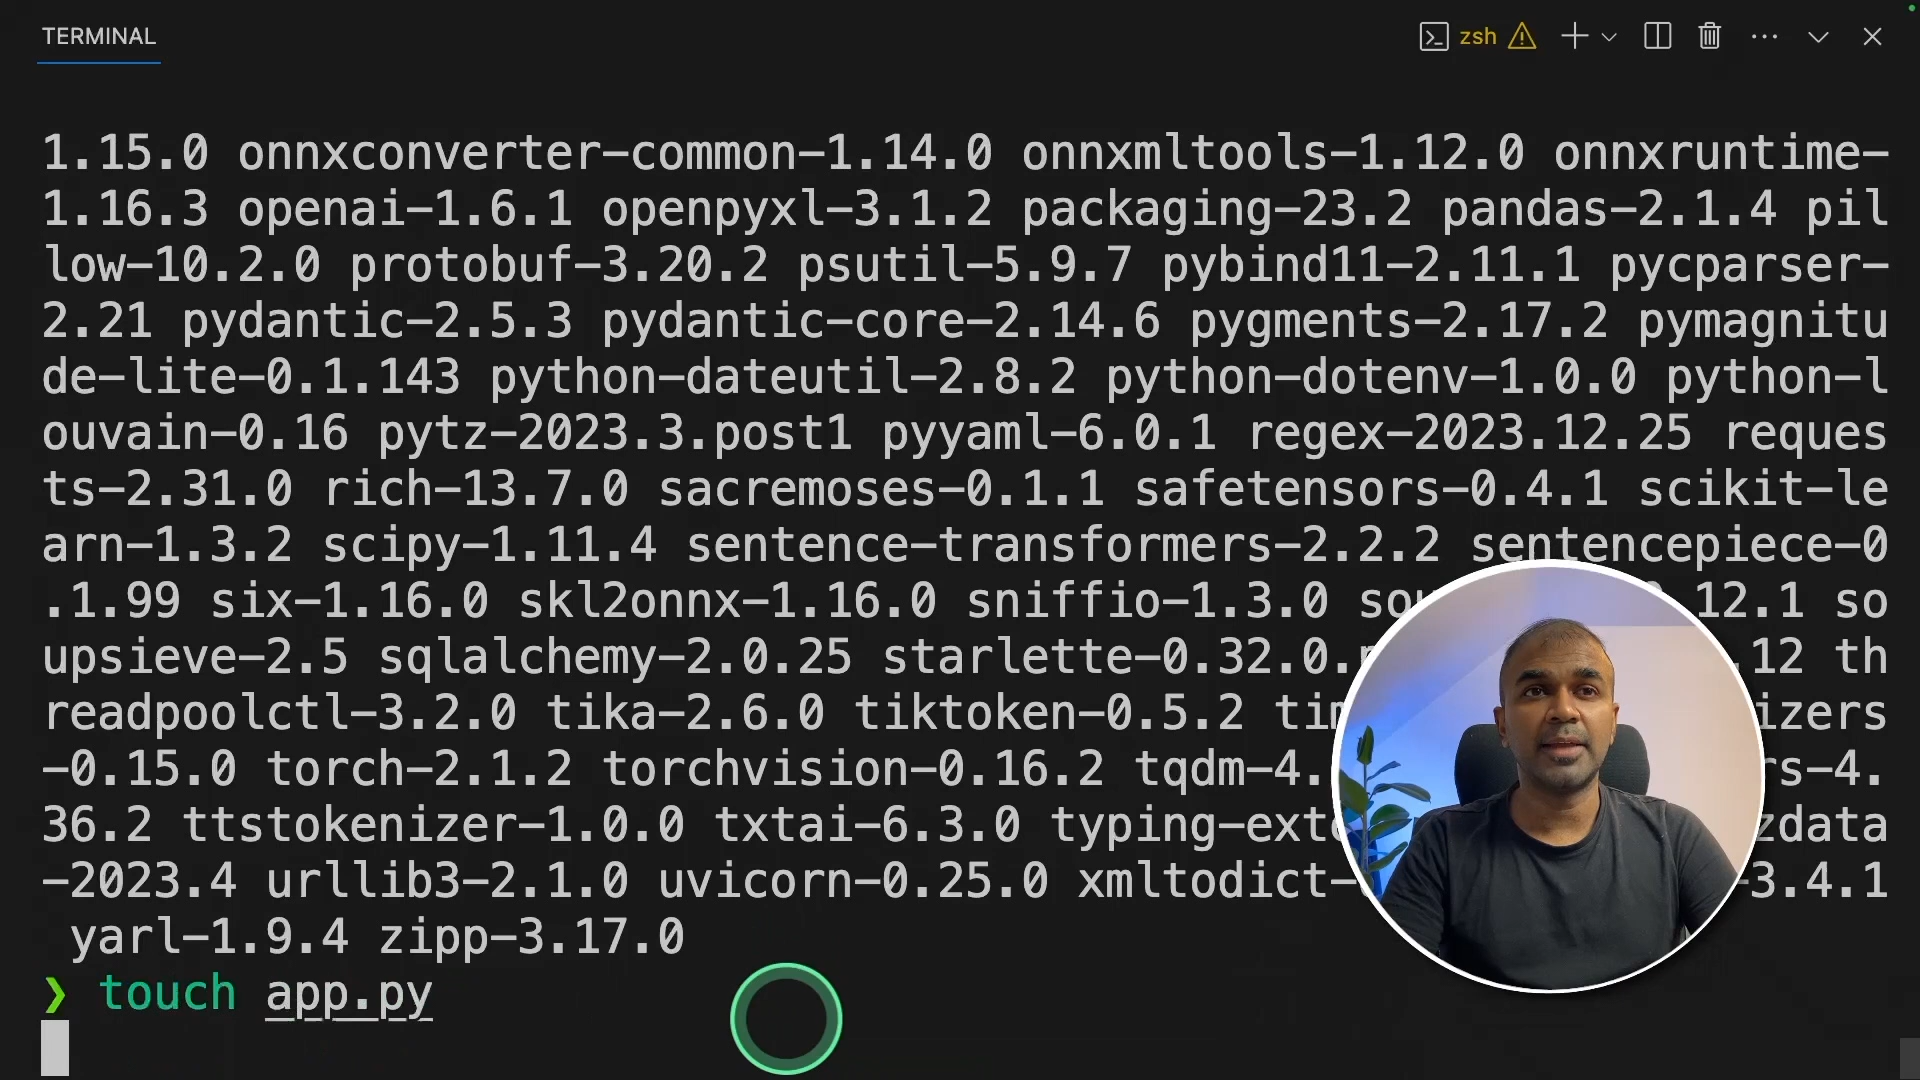 TERMINAL
zsh
1.15.0 onnxconverter-common-1.14.0 onnxmltools-1.12.0 onnxruntime-
1.16.3 openai-1.6.1 openpyxl-3.1.2 packaging-23.2 pandas-2.1.4 pil
low-10.2.0 protobuf-3.20.2 psutil-5.9.7 pybind11-2.11.1 pycparser-
2.21 pydantic-2.5.3 pydantic-core-2.14.6 pygments-2.17.2 pymagnitu
de-lite-0.1.143 python-dateutil-2.8.2 python-dotenv-1.0.0 python-l
ouvain-0.16 pytz-2023.3.post1 pyyaml-6.0.1 regex-2023.12.25 reques
ts-2.31.0 rich-13.7.0 sacremoses-0.1.1 safetensors-0.4.1 scikit-le
arn-1.3.2 scipy-1.11.4 sentence-transformers-2.2.2 sentencepiece-0
.1.99 six-1.16.0 skl2onnx-1.16.0 sniffio-1.3.0 12.1 so
upsieve-2.5 sqlalchemy-2.0.25 starlette-0.32.0. .12 th
readpoolctl-3.2.0 tika-2.6.0 tiktoken-0.5.2 izers
-0.15.0 torch-2.1.2 torchvision-0.16.2 tqdm-4. rs-4.
36.2 ttstokenizer-1.0.0 txtai-6.3.0 zdata
-2023.4 urllib3-2.1.0 uvicorn-0.25.0 xmltodict- -3.4.1
yarl-1.9.4 zipp-3.17.0
❯ touch app.py